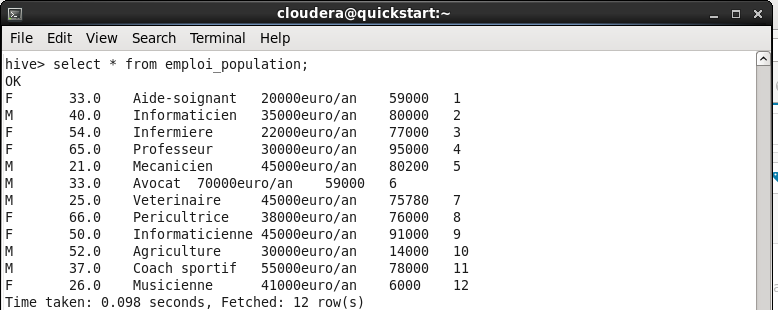 cloudera@quickstart:~
File Edit View Search Terminal Help
hive> select * from emploi_population;
OK
F 33.0 Aide-soignant 20000euro/an 59000 1
M 40.0 Informaticien 35000euro/an 80000 2
F 54.0 Infermiere 22000euro/an 77000 3
F 65.0 Professeur 30000euro/an 95000 4
M 21.0 Mecanicien 45000euro/an 80200 5
M 33.0 Avocat 70000euro/an 59000 6
M 25.0 Veterinaire 45000euro/an 75780 7
F 66.0 Pericultrice 38000euro/an 76000 8
F 50.0 Informaticienne 45000euro/an 91000 9
M 52.0 Agriculture 30000euro/an 14000 10
M 37.0 Coach sportif 55000euro/an 78000 11
F 26.0 Musicienne 41000euro/an 6000 12
Time taken: 0.098 seconds, Fetched: 12 row(s)